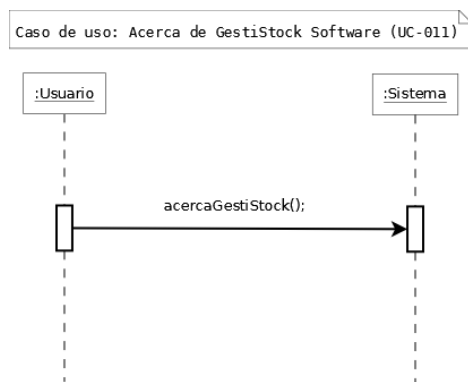 Caso de uso: Acerca de GestiStock Software (UC-011)
:Usuario
:Sistema
acercaGestiStock();